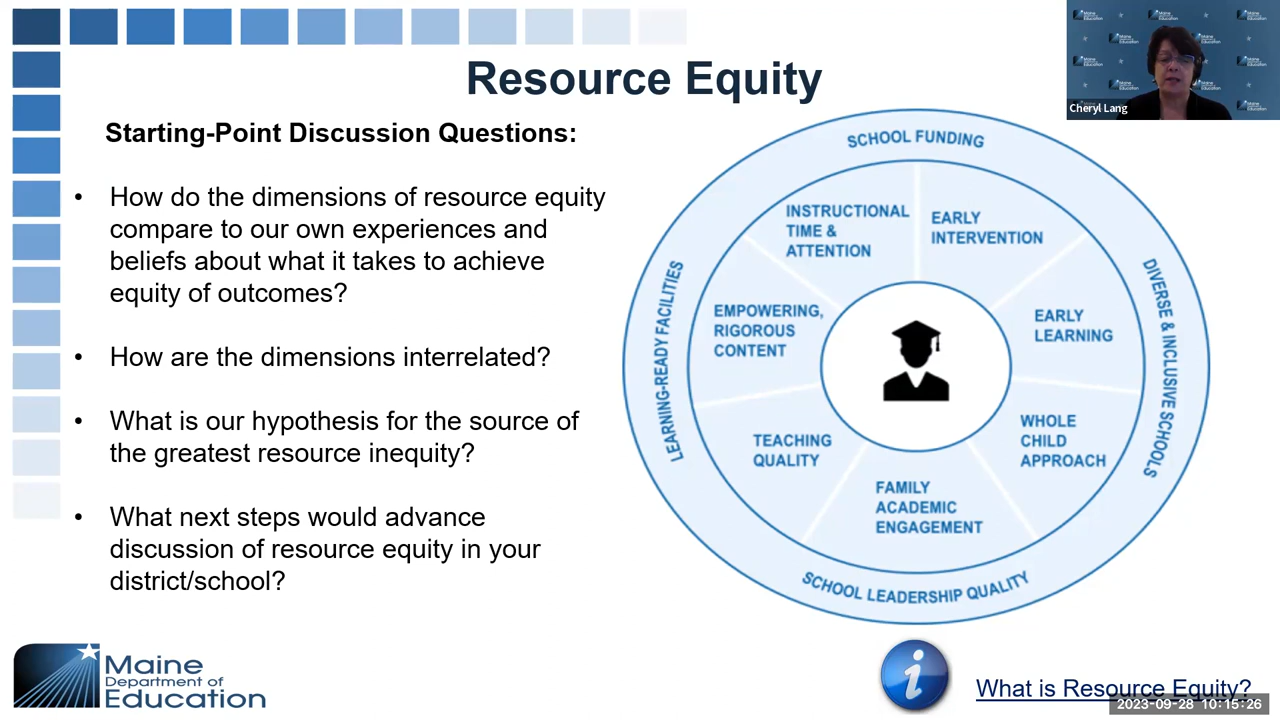 Resource Equity
Starting-Point Discussion Questions:
• How do the dimensions of resource equity
compare to our own experiences and
beliefs about what it takes to achieve
equity of outcomes?
• How are the dimensions interrelated?
• What is our hypothesis for the source of
the greatest resource inequity?
• What next steps would advance
discussion of resource equity in your
district/school?
SCHOOL FUNDING
INSTRUCTIONAL
TIME &
ATTENTION
EARLY
INTERVENTION
LEARNING-READY FACILITIES
EMPOWERING,
RIGOROUS
CONTENT
EARLY
LEARNING
DIVERSE & INCLUSIVE SCHOOLS
TEACHING
QUALITY
WHOLE
CHILD
APPROACH
FAMILY
ACADEMIC
ENGAGEMENT
SCHOOL LEADERSHIP QUALITY
Cheryl Lang
Maine
Department of
Education
i
What is Resource Equity?
2023-09-28 10:15:26